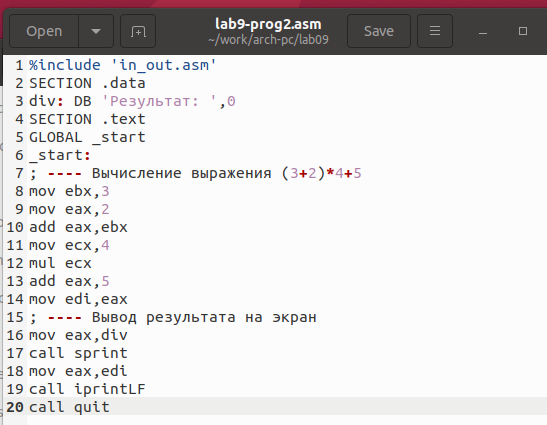 Open
lab9-prog2.asm
~/work/arch-pc/lab09
Save
1 %include 'in_out.asm'
2 SECTION .data
3 div: DB 'Результат: ',0
4 SECTION .text
5 GLOBAL _start
6 _start:
7 ; ---- Вычисление выражения (3+2)*4+5
8 mov ebx,3
9 mov eax,2
10 add eax,ebx
11 mov ecx,4
12 mul ecx
13 add eax,5
14 mov edi,eax
15 ; ---- Вывод результата на экран
16 mov eax,div
17 call sprint
18 mov eax,edi
19 call iprintLF
20 call quit